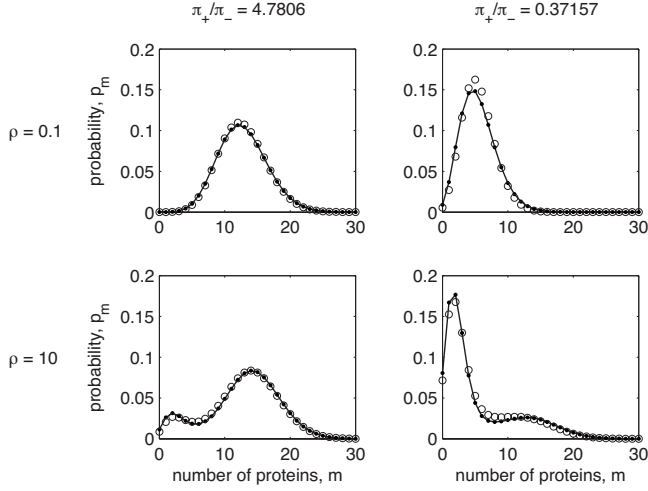 π+/π− = 4.7806
π+/π− = 0.37157
ρ = 0.1
probability, pm
0.2
0.15
0.1
0.05
0
0 10 20 30
0.2
0.15
0.1
0.05
0
0 10 20 30
ρ = 10
probability, pm
0.2
0.15
0.1
0.05
0
0 10 20 30
number of proteins, m
0.2
0.15
0.1
0.05
0
0 10 20 30
number of proteins, m